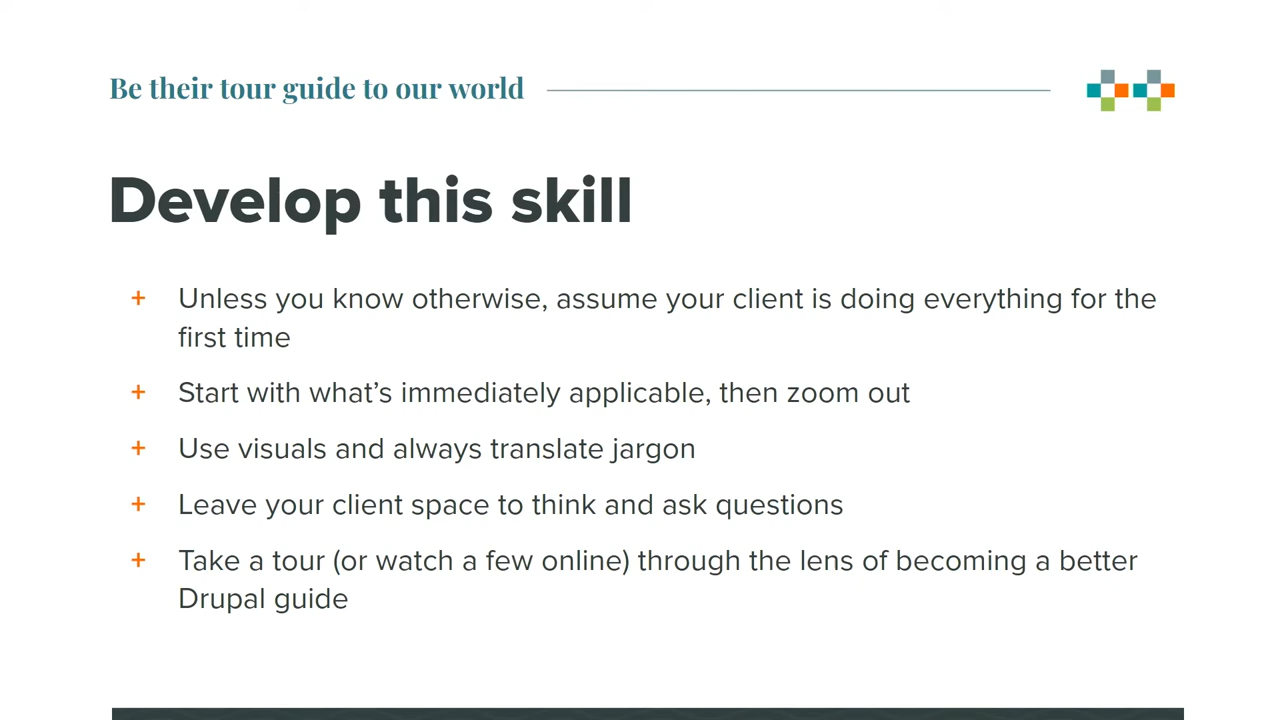 Be their tour guide to our world
Develop this skill
+ Unless you know otherwise, assume your client is doing everything for the
first time
+ Start with what’s immediately applicable, then zoom out
+ Use visuals and always translate jargon
+ Leave your client space to think and ask questions
+ Take a tour (or watch a few online) through the lens of becoming a better
Drupal guide